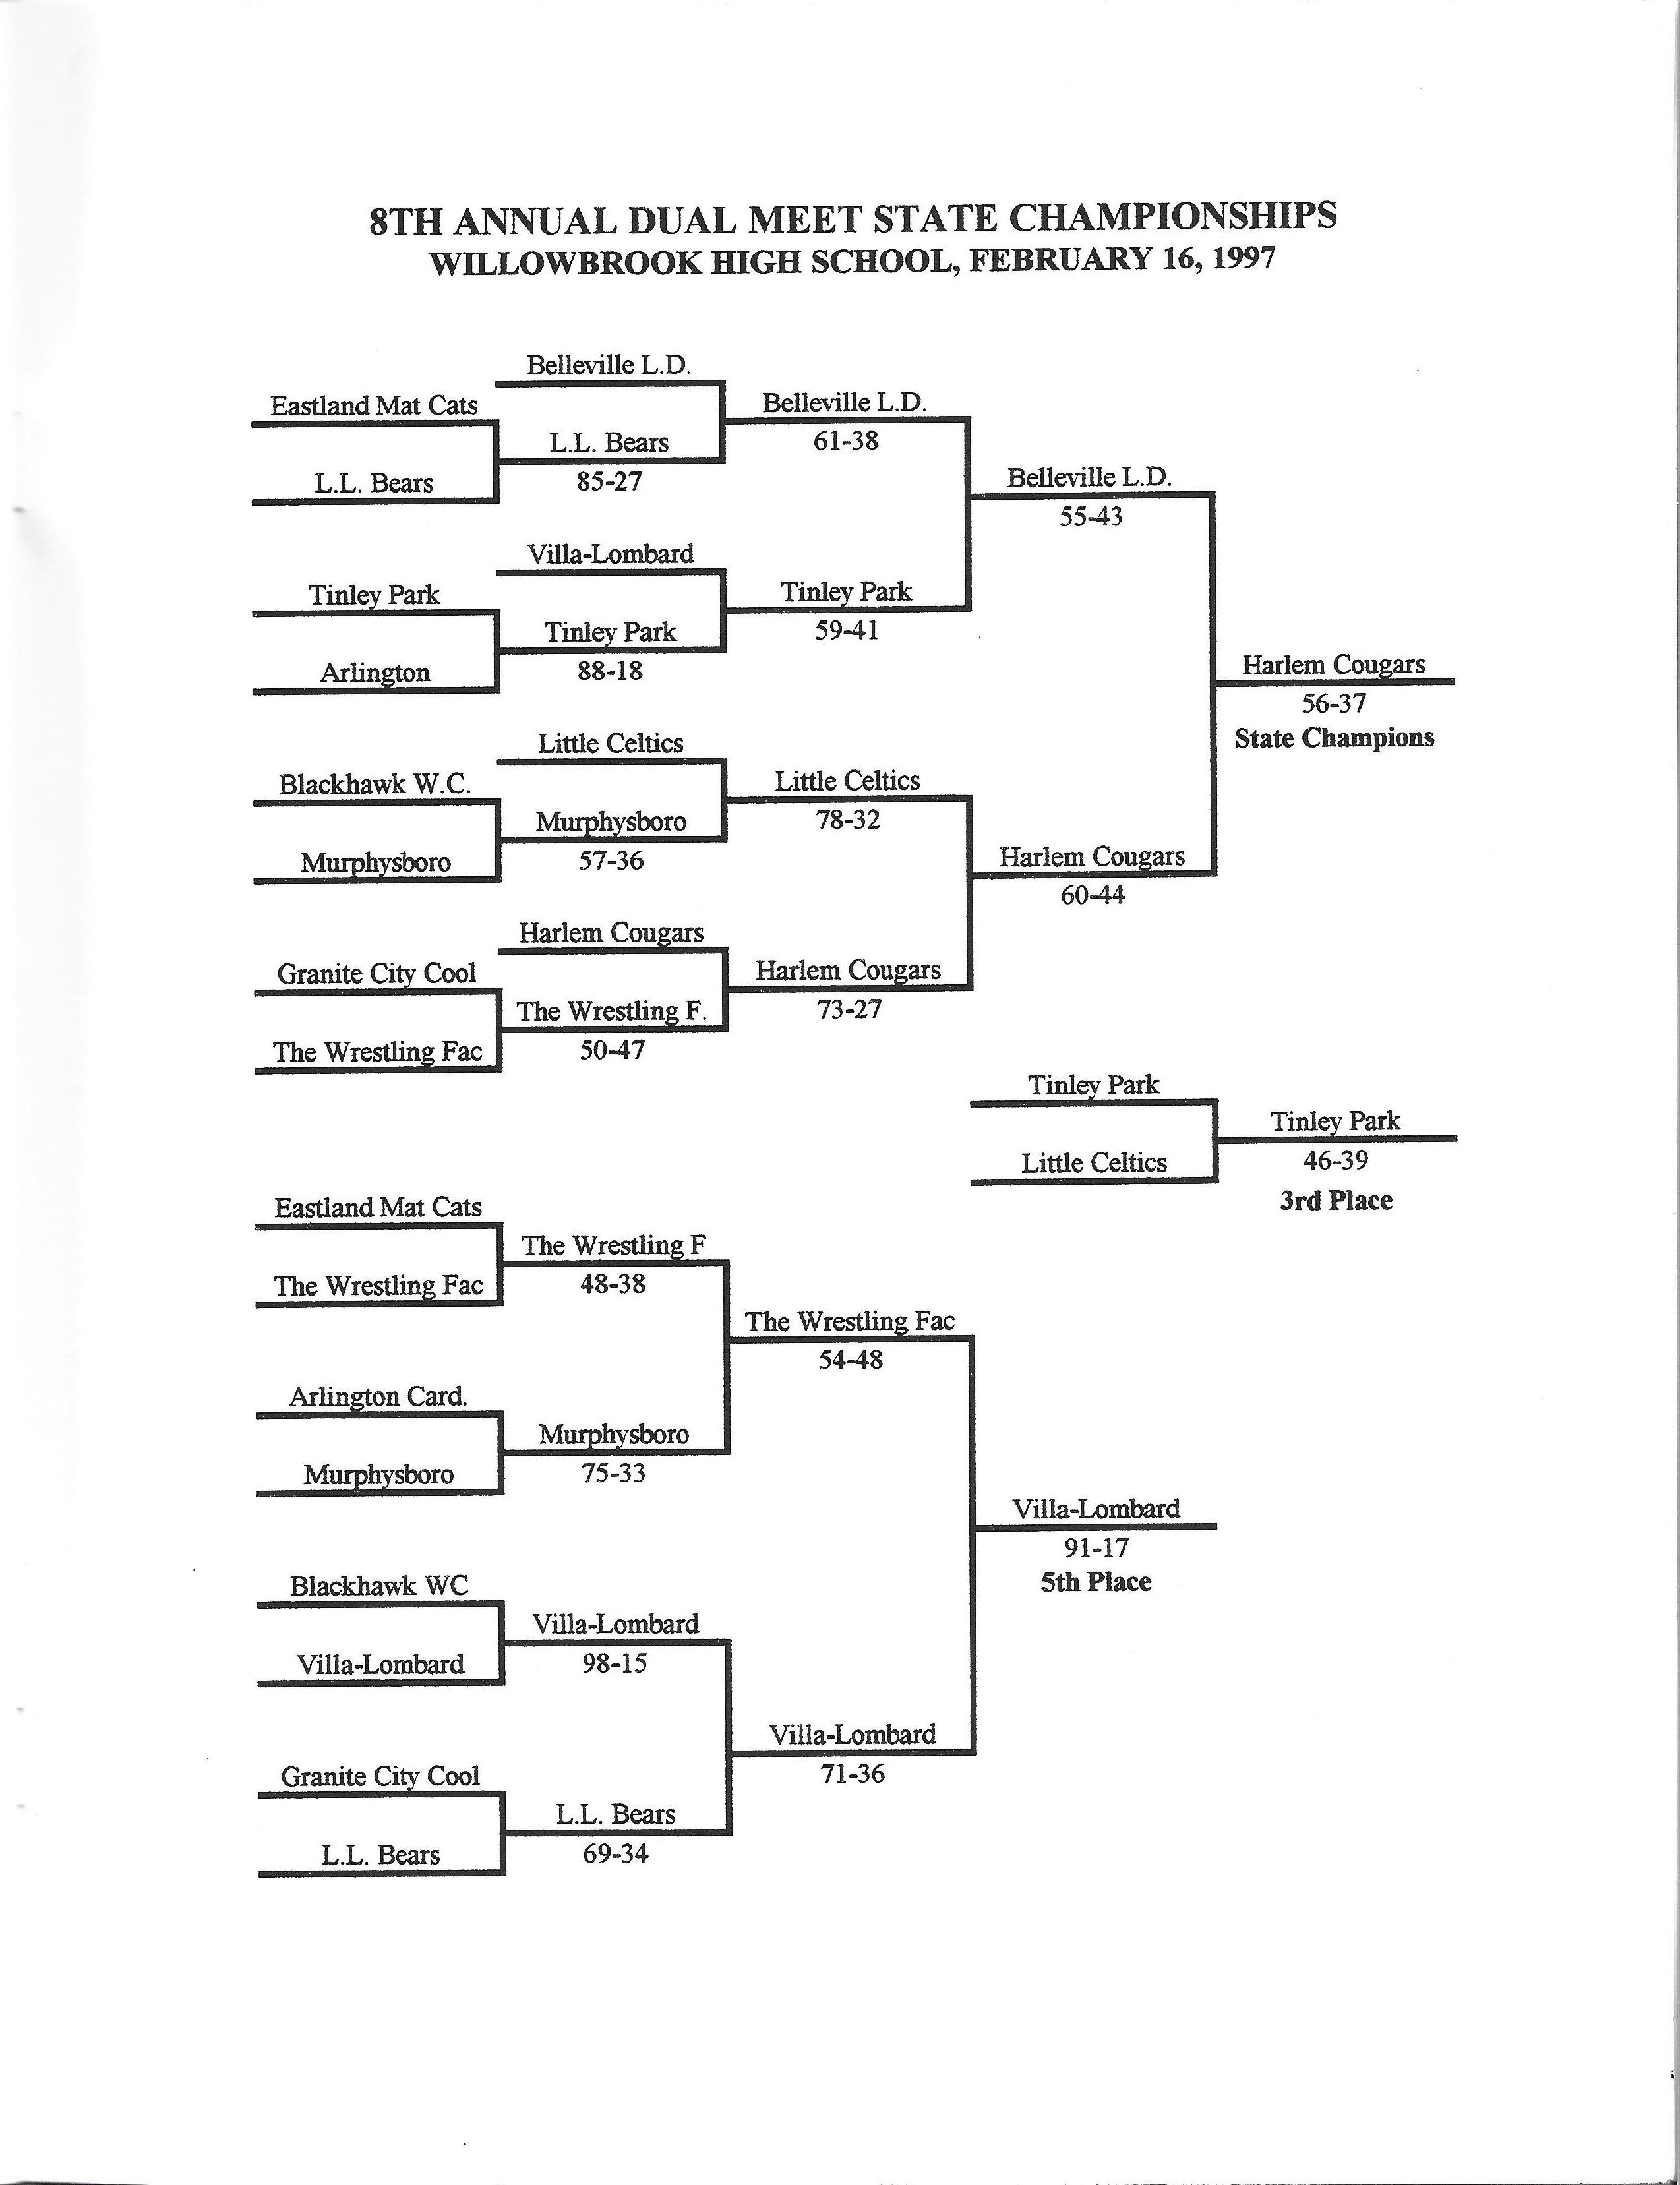 8TH ANNUAL DUAL MEET STATE CHAMPIONSHIPS
WILLOWBROOK HIGH SCHOOL, FEBRUARY 16, 1997
Belleville L.D.
Eastland Mat Cats
Belleville L.D.
L.L. Bears
61-38
L.L. Bears
85-27
Belleville L.D.
55-43
Villa-Lombard
Tinley Park
Tinley Park
Tinley Park
59-41
Arlington
88-18
Harlem Cougars
56-37
State Champions
Little Celtics
Blackhawk W.C.
Little Celtics
Murphysboro
78-32
Murphysboro
57-36
Harlem Cougars
60-44
Harlem Cougars
Granite City Cool
Harlem Cougars
The Wrestling F.
73-27
The Wrestling Fac
50-47
Tinley Park
Tinley Park
Little Celtics
46-39
3rd Place
Eastland Mat Cats
The Wrestling F
The Wrestling Fac
48-38
The Wrestling Fac
54-48
Arlington Card.
Murphysboro
Murphysboro
75-33
Villa-Lombard
91-17
5th Place
Blackhawk WC
Villa-Lombard
Villa-Lombard
98-15
Villa-Lombard
71-36
Granite City Cool
L.L. Bears
L.L. Bears
69-34